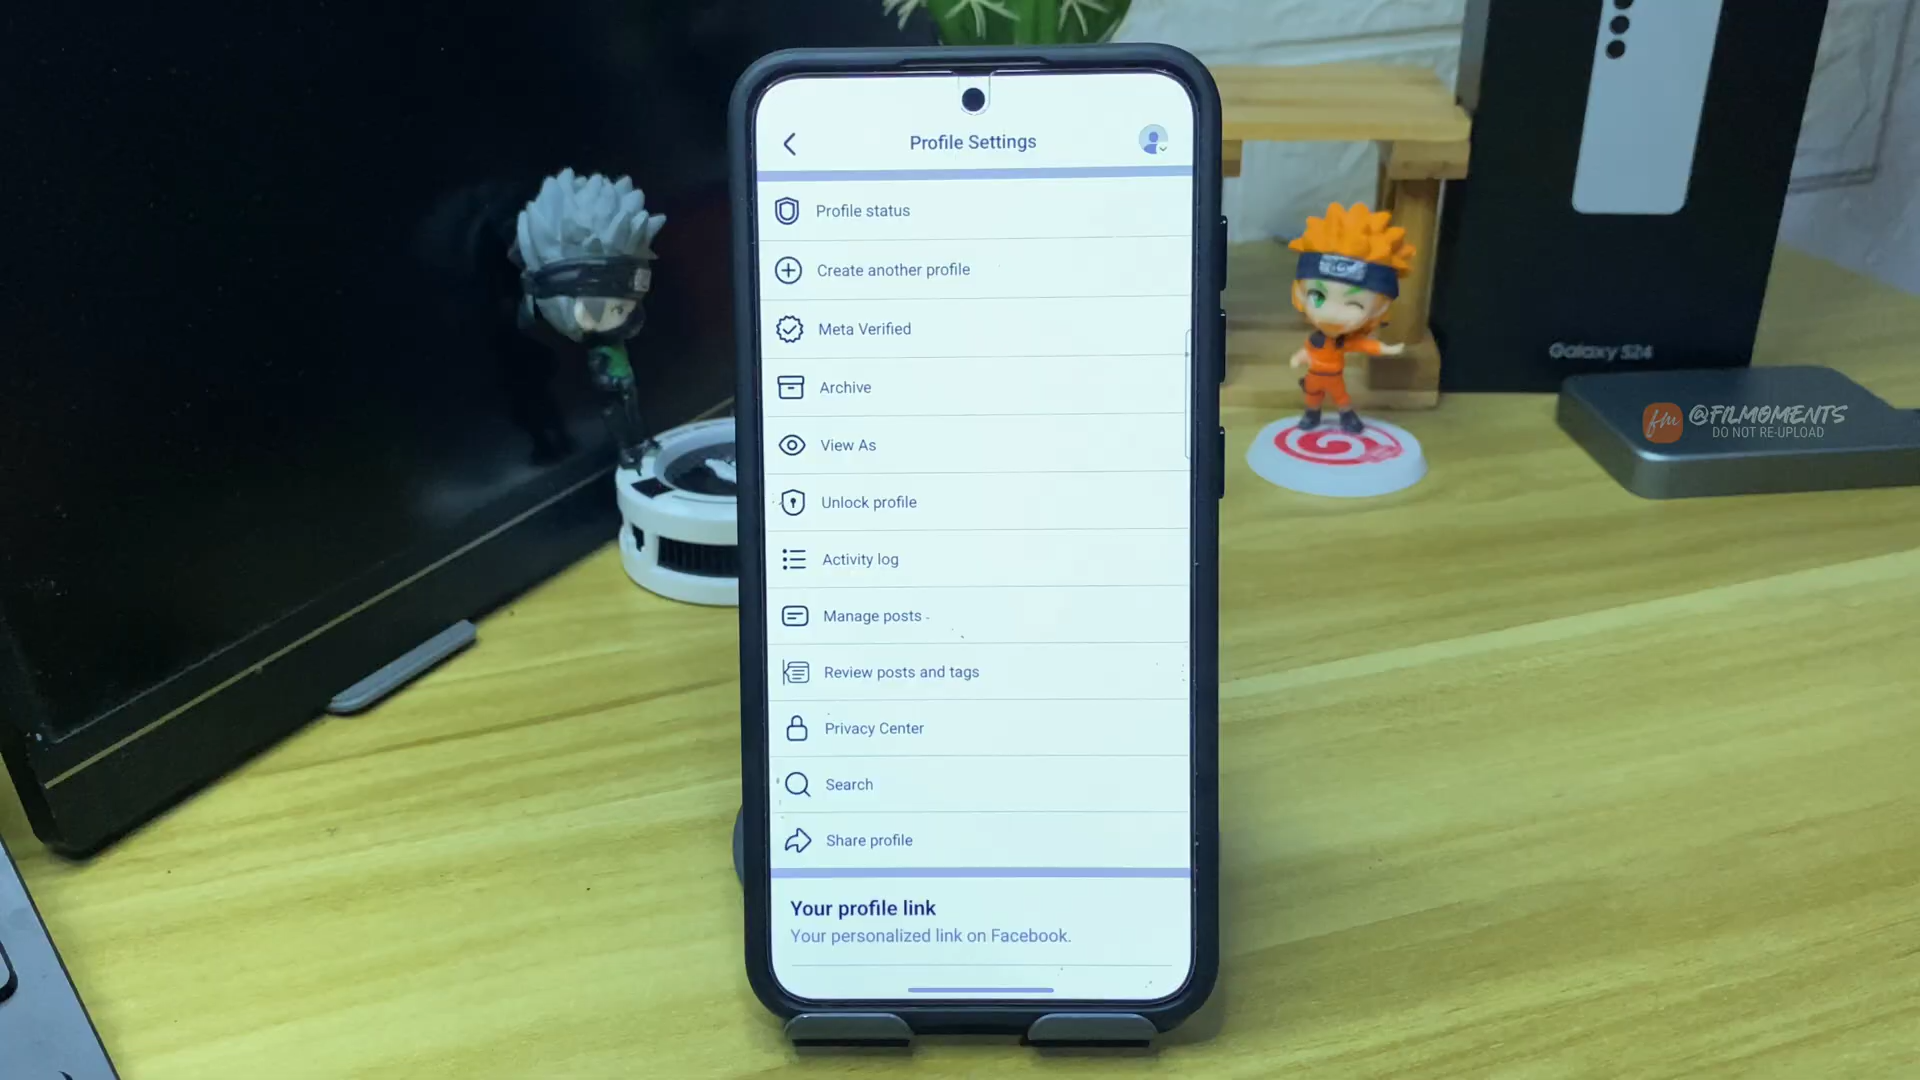 Profile Settings
Profile status
Create another profile
Meta Verified
Archive
View As
Unlock profile
Activity log
Manage posts
Review posts and tags
Privacy Center
Search
Share profile
Your profile link
Your personalized link on Facebook.
Galaxy S24
fm @FILMOMENTS
DO NOT RE-UPLOAD